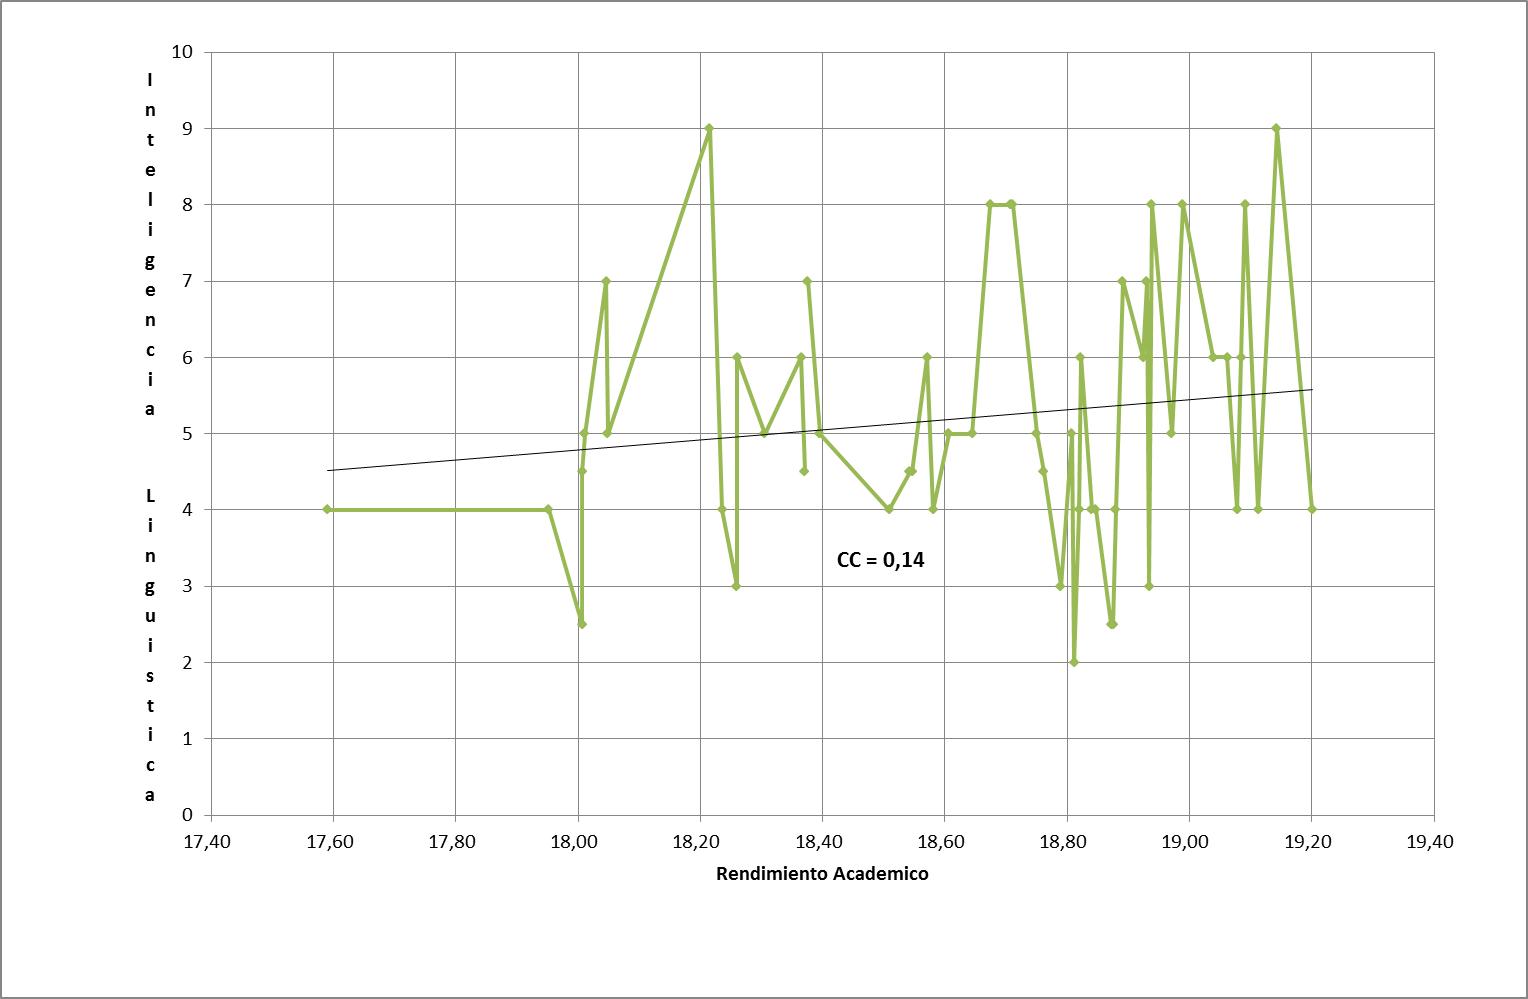 10
9
8
7
6
5
4
3
2
1
0
Inteligencia Linguistica
CC = 0,14
17,40 17,60 17,80 18,00 18,20 18,40 18,60 18,80 19,00 19,20 19,40
Rendimiento Academico